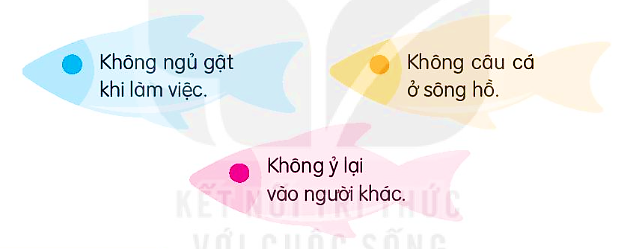 Không ngủ gật
khi làm việc.
Không câu cá
ở sông hồ.
Không ỷ lại
vào người khác.
KẾT NỐI TRI THỨC
VỚI CUỘC SỐNG